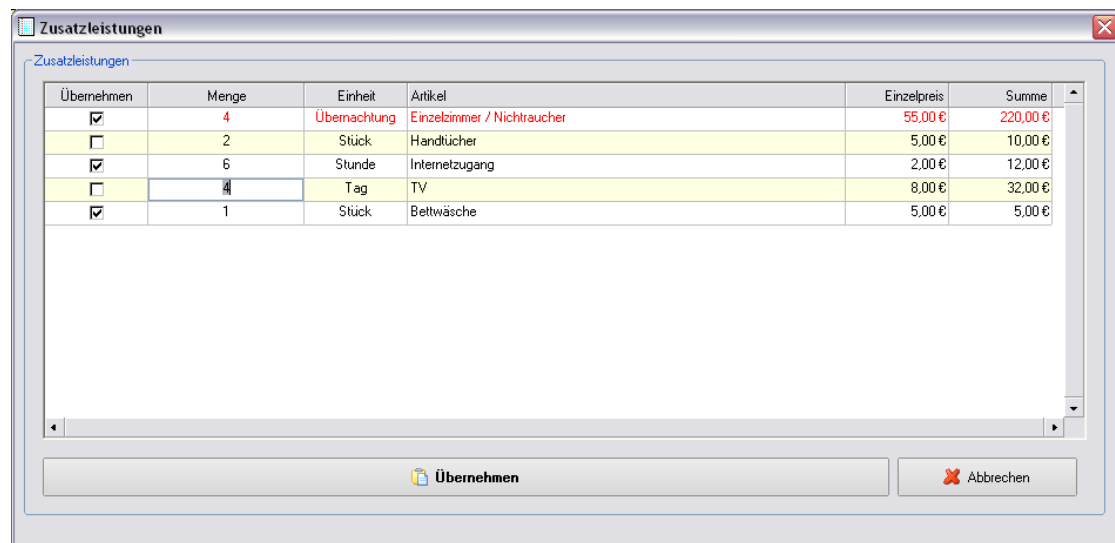 Zusatzleistungen
Zusatzleistungen
Übernehmen Menge Einheit Artikel Einzelpreis Summe
4 Übernachtung Einzelzimmer / Nichtraucher 55,00 € 220,00 €
2 Stück Handtücher 5,00 € 10,00 €
6 Stunde Internetzugang 2,00 € 12,00 €
4 Tag TV 8,00 € 32,00 €
1 Stück Bettwäsche 5,00 € 5,00 €
Übernehmen Abbrechen